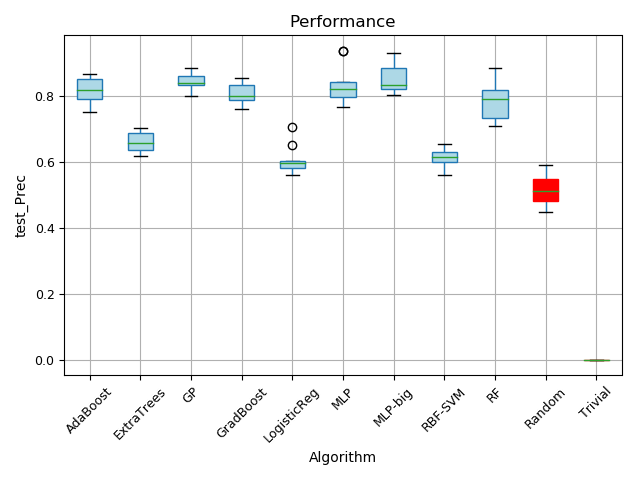 Performance
test_Prec
0.8
0.6
0.4
0.2
0.0
AdaBoost
ExtraTrees
GP
GradBoost
LogisticReg
MLP
MLP-big
RBF-SVM
RF
Random
Trivial
Algorithm